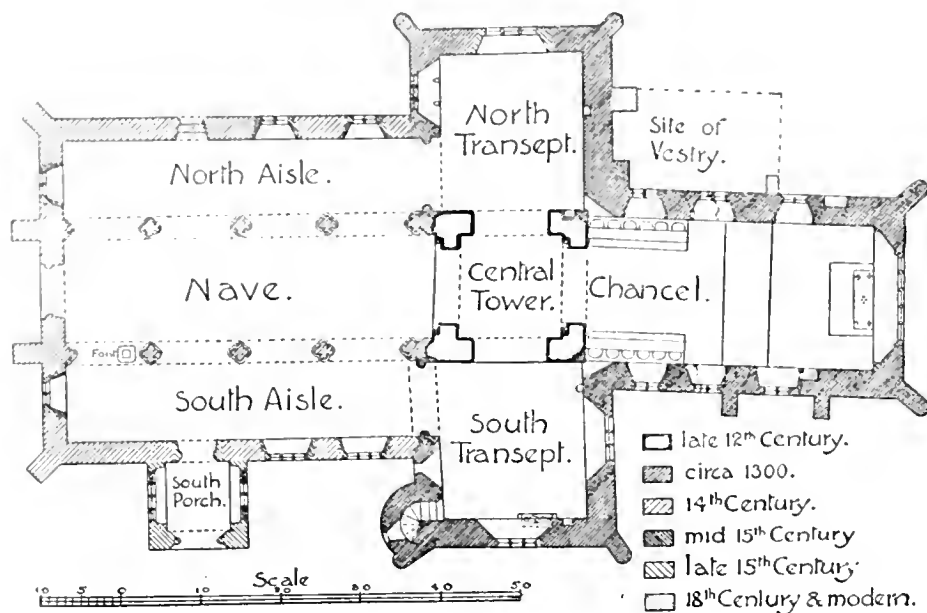 North
Transept.
Site of
Vestry.
North Aisle.
Nave.
Central
Tower.
Chancel.
Font
South Aisle.
South
Transept.
South
Porch.
late 12th Century.
circa 1300.
14th Century.
mid 15th Century
late 15th Century
18th Century & modern.
Scale
10 5 0 10 20 30 40 50